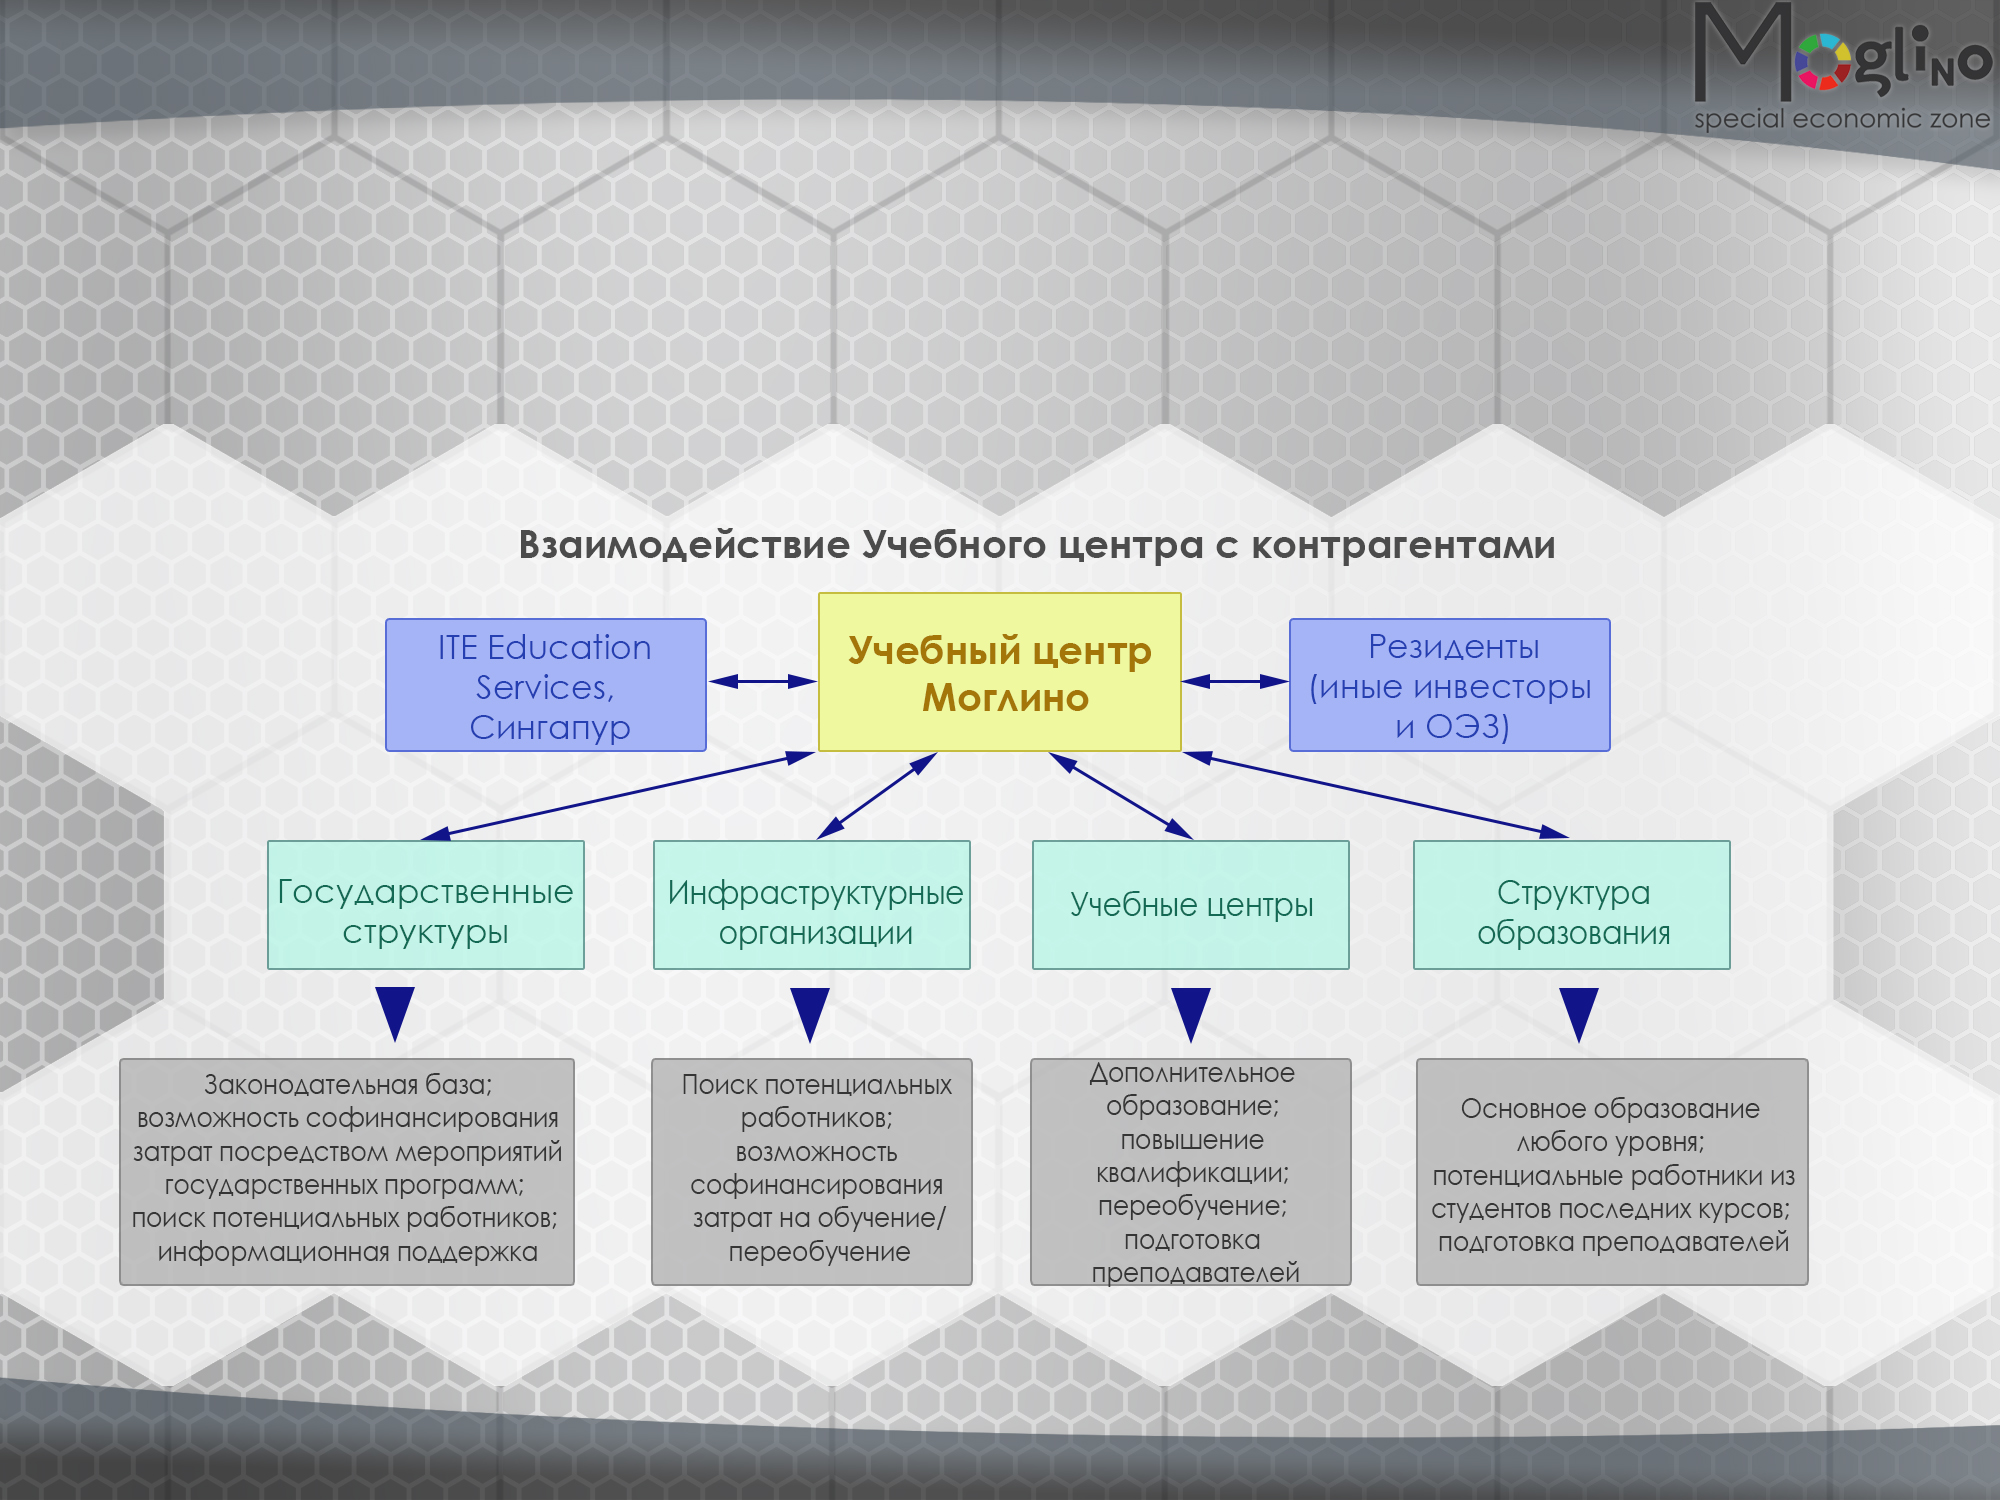 Moglino
special economic zone
Взаимодействие Учебного центра с контрагентами
ITE Education
Services,
Сингапур
Учебный центр
Моглино
Резиденты
(иные инвесторы
и ОЭЗ)
Государственные
структуры
Инфраструктурные
организации
Учебные центры
Структура
образования
Законодательная база;
возможность софинансирования
затрат посредством мероприятий
государственных программ;
поиск потенциальных работников;
информационная поддержка
Поиск потенциальных
работников;
возможность
софинансирования
затрат на обучение/
переобучение
Дополнительное
образование;
повышение
квалификации;
переобучение;
подготовка
преподавателей
Основное образование
любого уровня;
потенциальные работники из
студентов последних курсов;
подготовка преподавателей